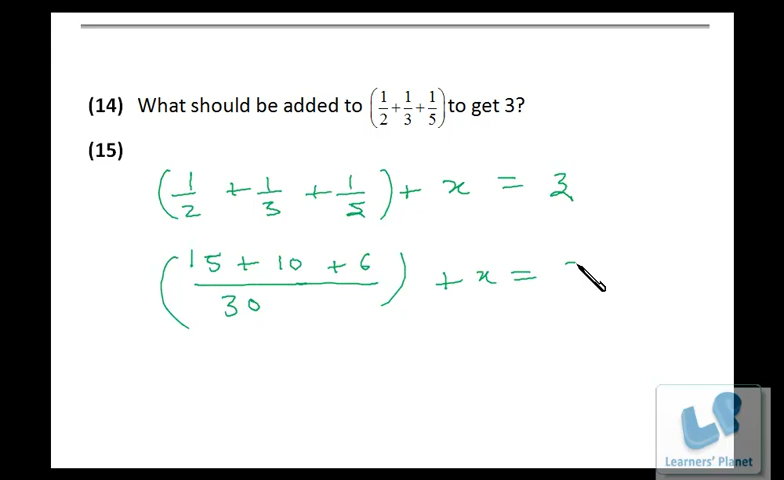 (14) What should be added to (1/2+1/3+1/5) to get 3?
(15)
(1/2 + 1/3 + 1/5) + x = 3
(15 + 10 + 6 / 30) + x =
LP
Learners' Planet